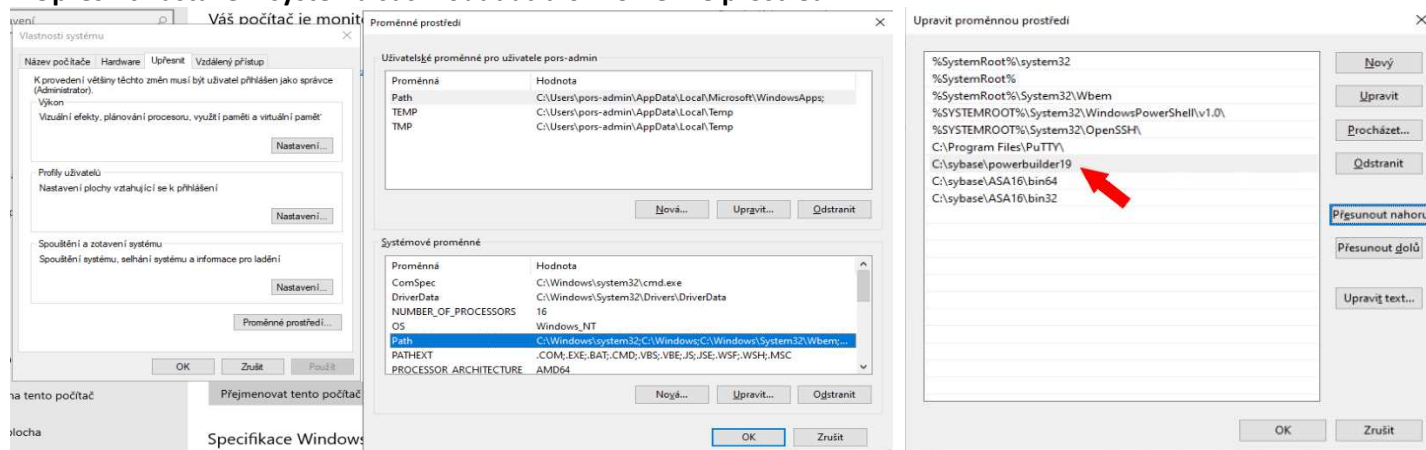 Váš počítač je monit
Vlastnosti systému
Název počítače Hardware Upřesnit Vzdálený přístup
K provedení většiny těchto změn musí být uživatel přihlášen jako správce
(Administrator).
Výkon
Vizuální efekty, plánování procesoru, využití paměti a virtuální paměť
Nastavení...
Profily uživatelů
Nastavení plochy vztahující se k přihlášení
Nastavení...
Spouštění a zotavení systému
Spouštění systému, selhání systému a informace pro ladění
Nastavení...
Proměnné prostředí...
OK Zrušit Použít
na tento počítač
Přejmenovat tento počítač
plocha
Specifikace Windows
Proměnné prostředí
Uživatelské proměnné pro uživatele pors-admin
Proměnná Hodnota
Path C:\Users\pors-admin\AppData\Local\Microsoft\WindowsApps;
TEMP C:\Users\pors-admin\AppData\Local\Temp
TMP C:\Users\pors-admin\AppData\Local\Temp
Nová... Upravit... Odstranit
Systémové proměnné
Proměnná Hodnota
ComSpec C:\Windows\system32\cmd.exe
DriverData C:\Windows\System32\Drivers\DriverData
NUMBER_OF_PROCESSORS 16
OS Windows_NT
Path C:\Windows\system32;C:\Windows;C:\Windows\System32\Wbem;...
PATHEXT .COM;.EXE;.BAT;.CMD;.VBS;.VBE;.JS;.JSE;.WSF;.WSH;.MSC
PROCESSOR_ARCHITECTURE AMD64
Nová... Upravit... Odstranit
OK Zrušit
Upravit proměnnou prostředí
%SystemRoot%\system32
%SystemRoot%
%SystemRoot%\System32\Wbem
%SYSTEMROOT%\System32\WindowsPowerShell\v1.0\
%SYSTEMROOT%\System32\OpenSSH\
C:\Program Files\PuTTY\
C:\sybase\powerbuilder19
C:\sybase\ASA16\bin64
C:\sybase\ASA16\bin32
Nový
Upravit
Procházet...
Odstranit
Přesunout nahoru
Přesunout dolů
Upravit text...
OK Zrušit